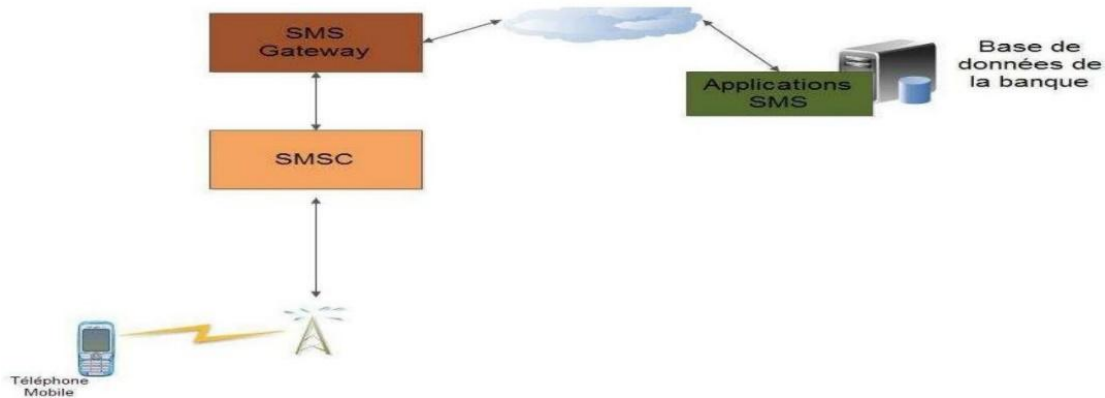 SMS
Gateway
SMSC
Applications
SMS
Base de
données de
la banque
Téléphone
Mobile